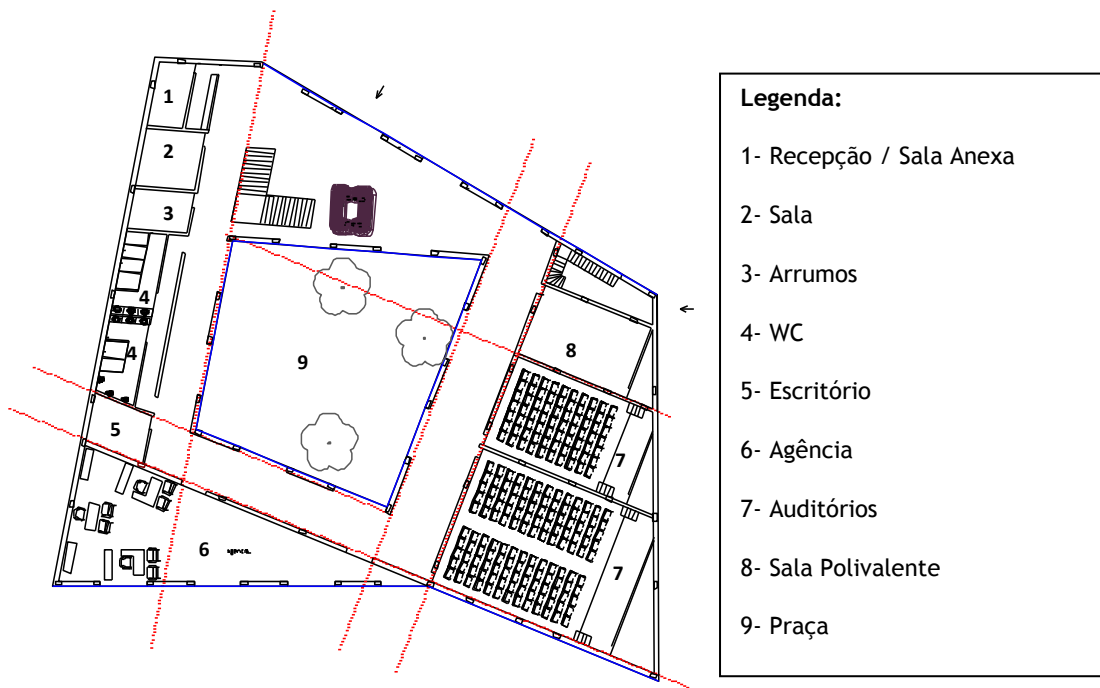 1
2
3
4
4
5
6
7
7
8
9
Legenda:
1- Recepção / Sala Anexa
2- Sala
3- Arrumos
4- WC
5- Escritório
6- Agência
7- Auditórios
8- Sala Polivalente
9- Praça